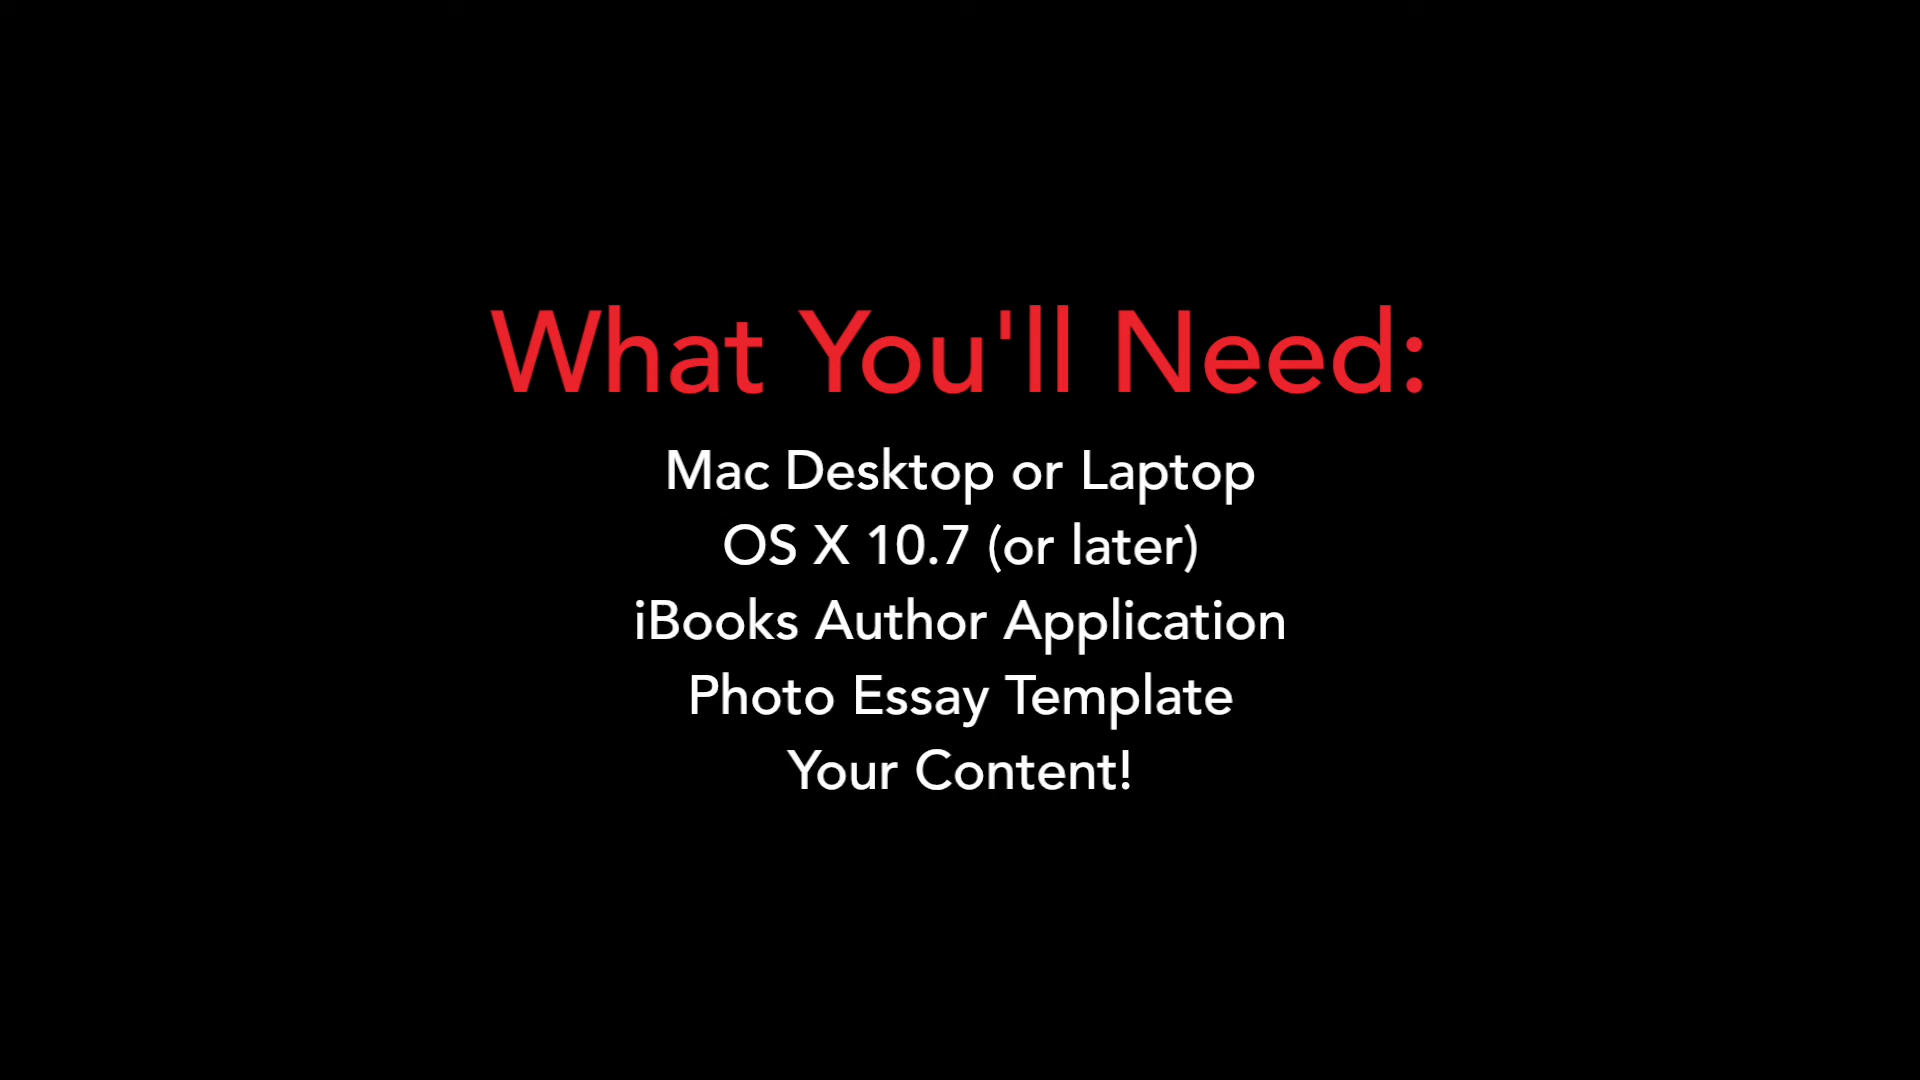 What You'll Need:
Mac Desktop or Laptop
OS X 10.7 (or later)
iBooks Author Application
Photo Essay Template
Your Content!